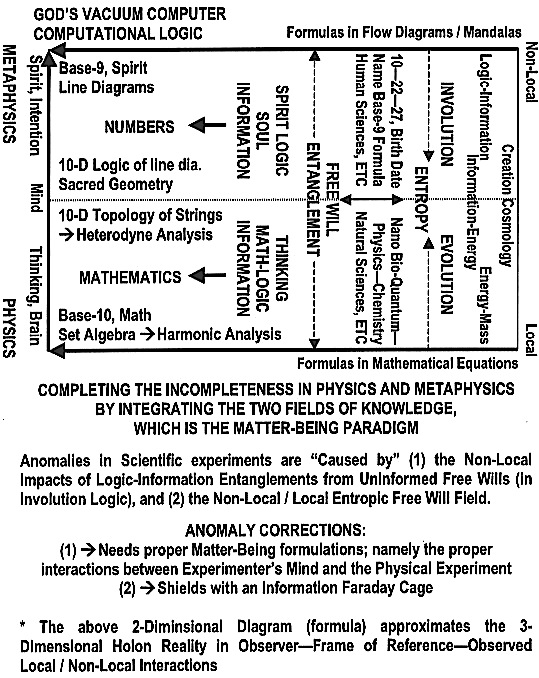 GOD'S VACUUM COMPUTER
COMPUTATIONAL LOGIC
Formulas in Flow Diagrams / Mandalas
METAPHYSICS
Spirit, Intention
Mind
Thinking, Brain
PHYSICS
Base-9, Spirit
Line Diagrams
NUMBERS
10-D Logic of line dia.
Sacred Geometry
10-D Topology of Strings
→Heterodyne Analysis
MATHEMATICS
Base-10, Math
Set Algebra →Harmonic Analysis
SPIRIT LOGIC
SOUL
INFORMATION
THINKING
MATH-LOGIC
INFORMATION
FREE WILL
ENTANGLEMENT
10—22—27, Birth Date
Name Base-9 Formula
Human Sciences, ETC
Nano Bio-Quantum—
Physics—Chemistry
Natural Sciences, ETC
INVOLUTION
ENTROPY
EVOLUTION
Creation Cosmology
Logic-Information
Information-Energy
Energy-Mass
Non-Local
Local
Formulas in Mathematical Equations
COMPLETING THE INCOMPLETENESS IN PHYSICS AND METAPHYSICS
BY INTEGRATING THE TWO FIELDS OF KNOWLEDGE,
WHICH IS THE MATTER-BEING PARADIGM
Anomalies in Scientific experiments are "Caused by" (1) the Non-Local
Impacts of Logic-Information Entanglements from Uninformed Free Wills (in
Involution Logic), and (2) the Non-Local / Local Entropic Free Will Field.
ANOMALY CORRECTIONS:
(1) →Needs proper Matter-Being formulations; namely the proper
interactions between Experimenter's Mind and the Physical Experiment
(2) →Shields with an Information Faraday Cage
* The above 2-Diminsional Diagram (formula) approximates the 3-
Dimensional Holon Reality in Observer—Frame of Reference—Observed
Local / Non-Local Interactions